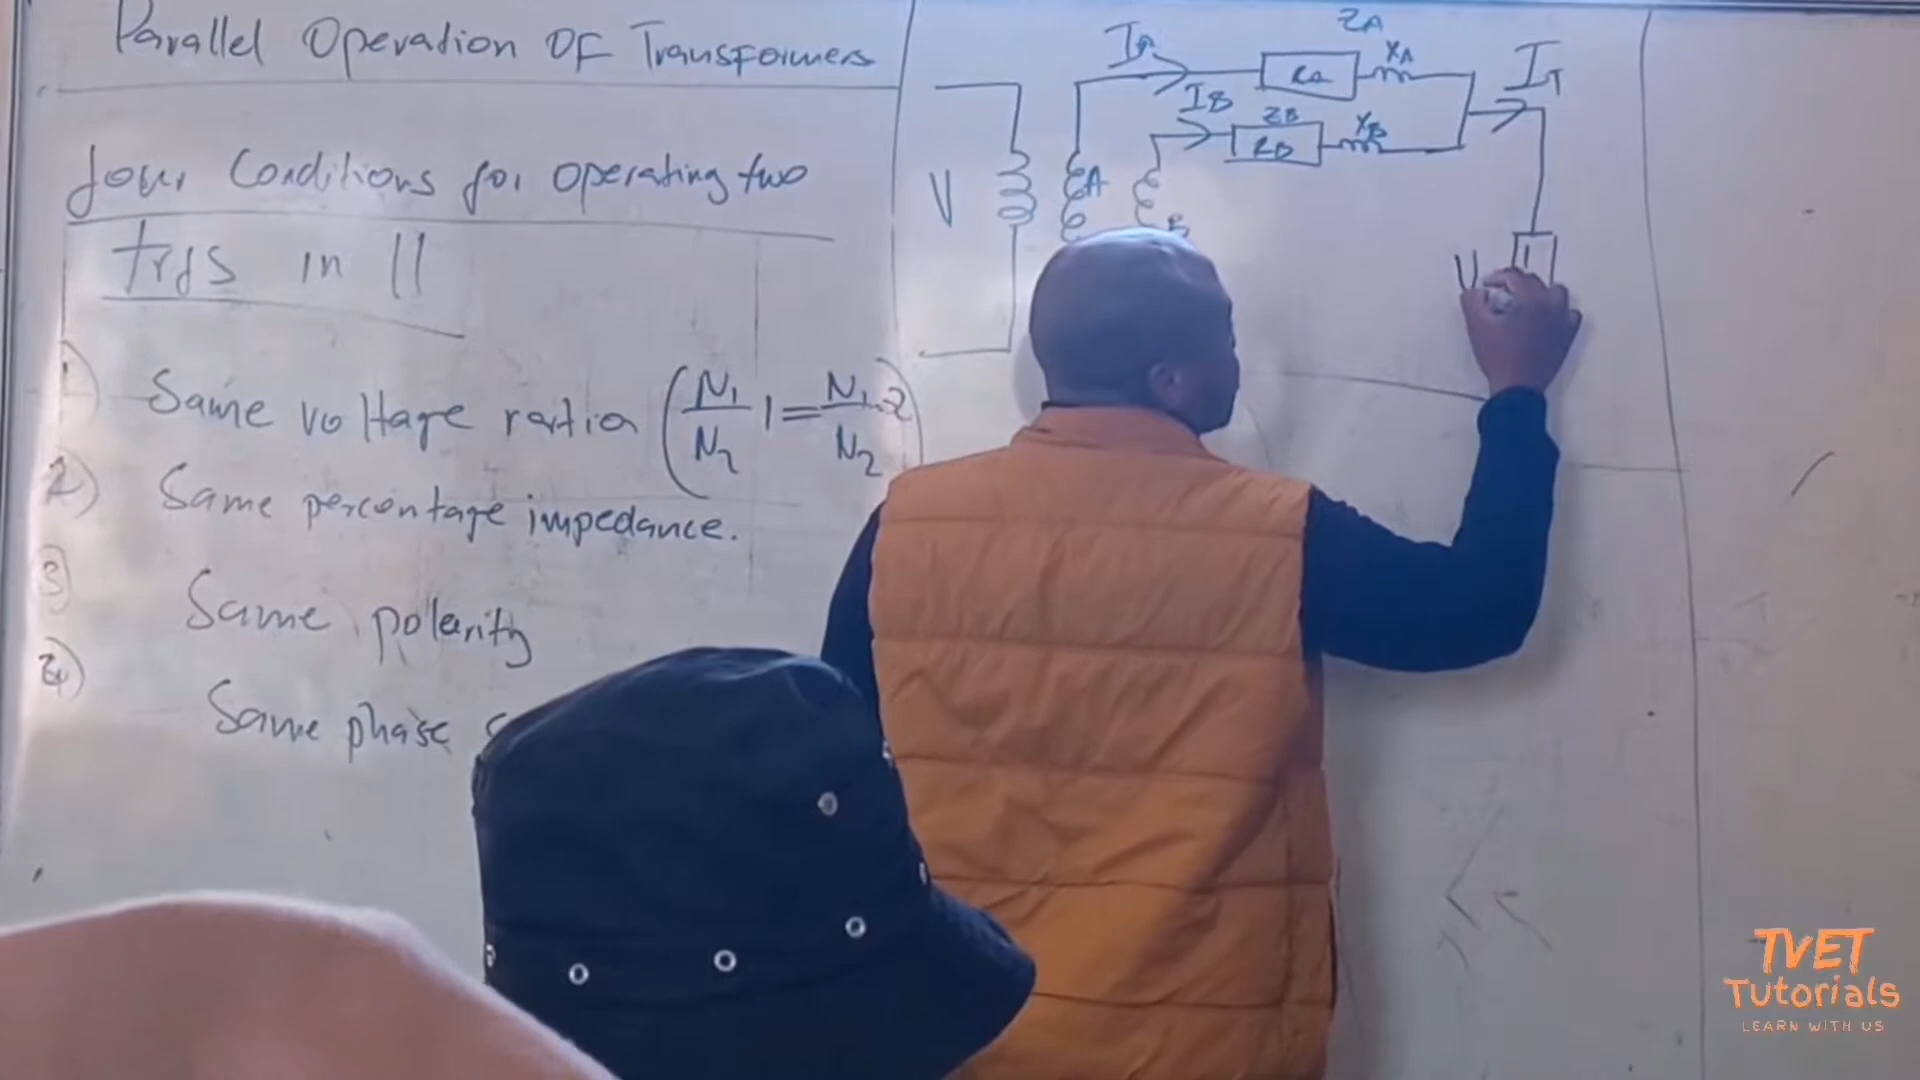 Parallel Operation OF Transformers
four Conditions for operating two
trfs in ||
1) Same voltage ratio (N1/N2 1 = N1/N2 2)
2) Same percentage impedance.
3) Same polarity
4) Same phase
V
A
B
IA
ZA
RA
XA
IB
ZB
RB
XB
IT
TVET
Tutorials
LEARN WITH US